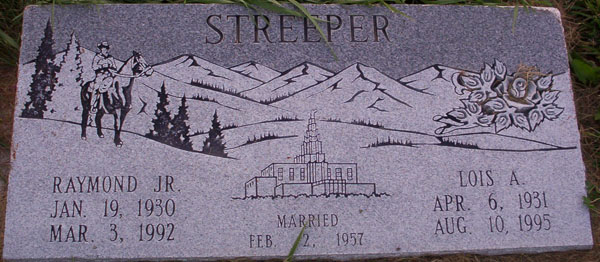 STREEPER
RAYMOND JR.
JAN. 19, 1930
MAR. 3, 1992
MARRIED
FEB. 2, 1957
LOIS A.
APR. 6, 1931
AUG. 10, 1995